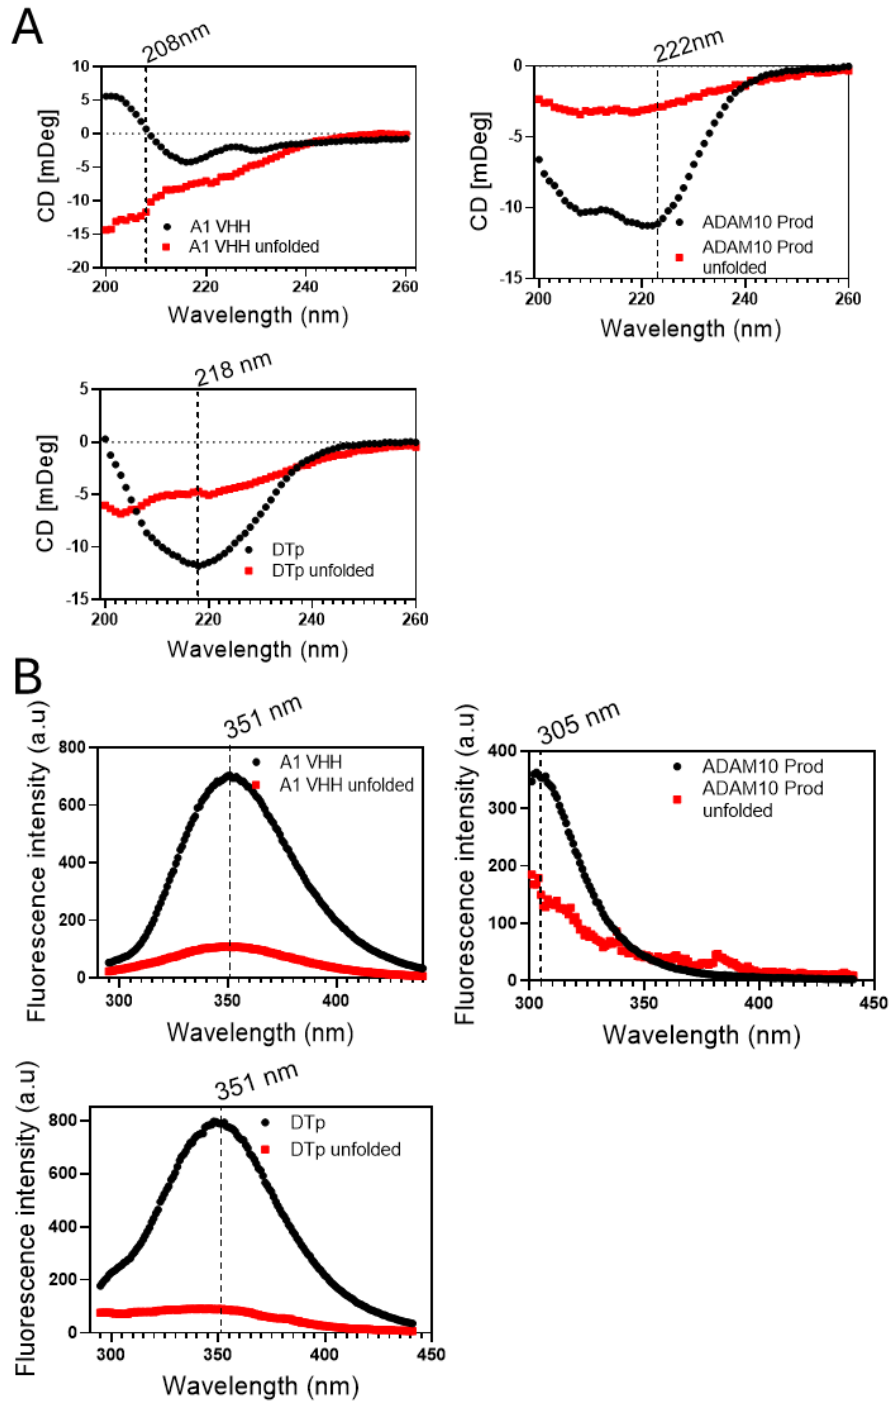 A
208nm
10
5
0
-5
-10
-15
-20
CD [mDeg]
A1 VHH
A1 VHH unfolded
200
220
240
260
Wavelength (nm)
222nm
0
-5
-10
-15
CD [mDeg]
ADAM10 Prod
ADAM10 Prod
unfolded
200
220
240
260
Wavelength (nm)
218 nm
5
0
-5
-10
-15
CD [mDeg]
DTp
DTp unfolded
200
220
240
260
Wavelength (nm)
B
351 nm
800
600
400
200
0
Fluorescence intensity (a.u)
A1 VHH
A1 VHH unfolded
300
350
400
Wavelength (nm)
305 nm
400
300
200
100
0
Fluorescence intensity (a.u)
ADAM10 Prod
ADAM10 Prod
unfolded
300
350
400
450
Wavelength (nm)
351 nm
800
600
400
200
0
Fluorescence intensity (a.u)
DTp
DTp unfolded
300
350
400
450
Wavelength (nm)